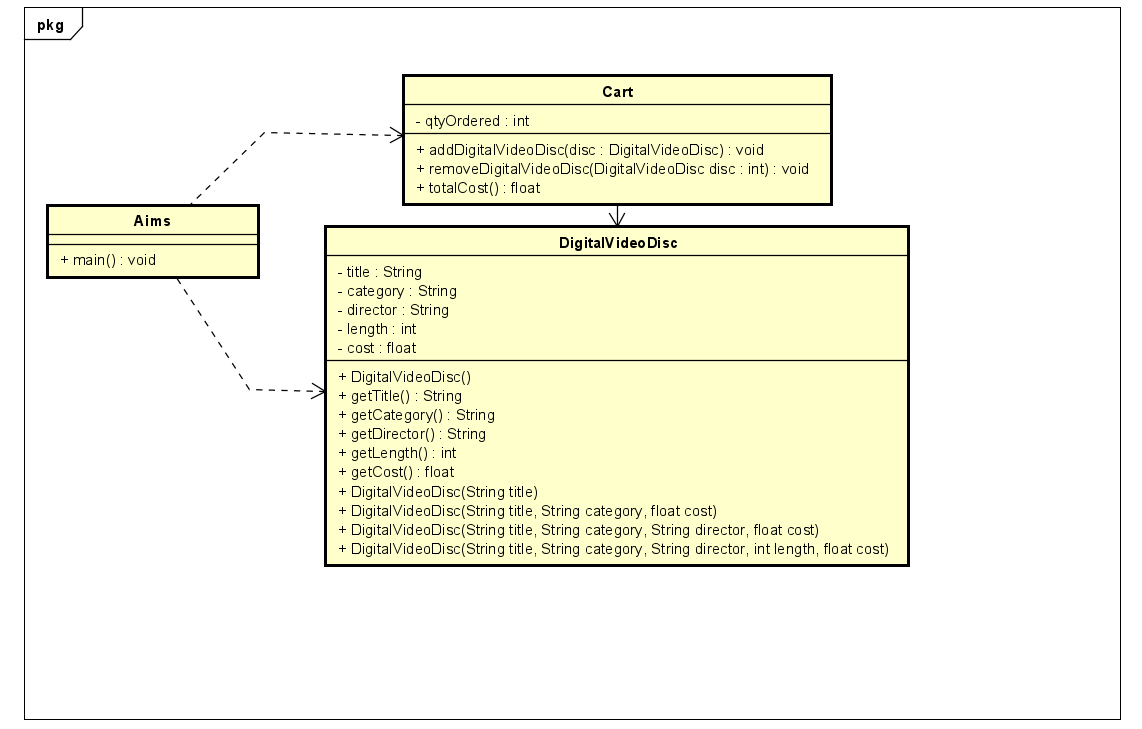 pkg
Cart
- qtyOrdered : int
+ addDigitalVideoDisc(disc : DigitalVideoDisc) : void
+ removeDigitalVideoDisc(DigitalVideoDisc disc : int) : void
+ totalCost() : float
Aims
+ main() : void
DigitalVideoDisc
- title : String
- category : String
- director : String
- length : int
- cost : float
+ DigitalVideoDisc()
+ getTitle() : String
+ getCategory() : String
+ getDirector() : String
+ getLength() : int
+ getCost() : float
+ DigitalVideoDisc(String title)
+ DigitalVideoDisc(String title, String category, float cost)
+ DigitalVideoDisc(String title, String category, String director, float cost)
+ DigitalVideoDisc(String title, String category, String director, int length, float cost)